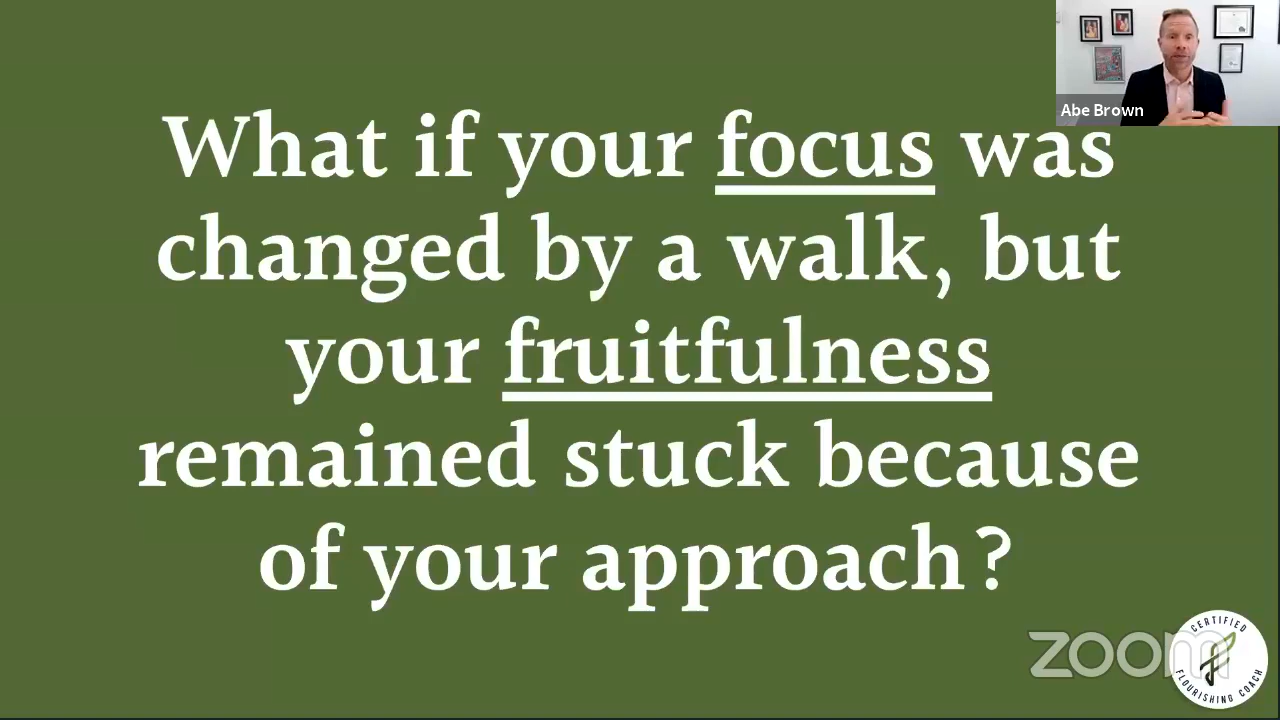 Abe Brown
What if your focus was
changed by a walk, but
your fruitfulness
remained stuck because
of your approach?
zoom
CERTIFIED
FLOURISHING COACH